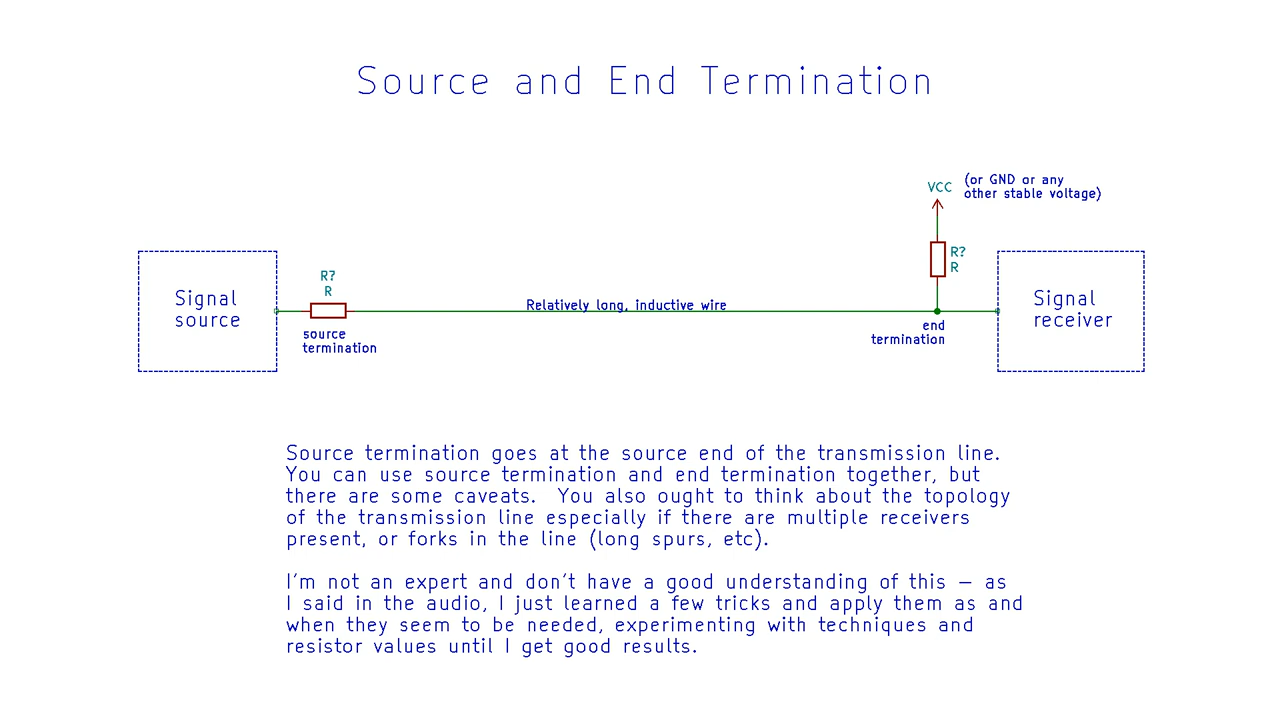 Source and End Termination
VCC
(or GND or any
other stable voltage)
R?
R
R?
R
Signal
source
Relatively long, inductive wire
Signal
receiver
source
termination
end
termination
Source termination goes at the source end of the transmission line.
You can use source termination and end termination together, but
there are some caveats.  You also ought to think about the topology
of the transmission line especially if there are multiple receivers
present, or forks in the line (long spurs, etc).
I'm not an expert and don't have a good understanding of this – as
I said in the audio, I just learned a few tricks and apply them as and
when they seem to be needed, experimenting with techniques and
resistor values until I get good results.